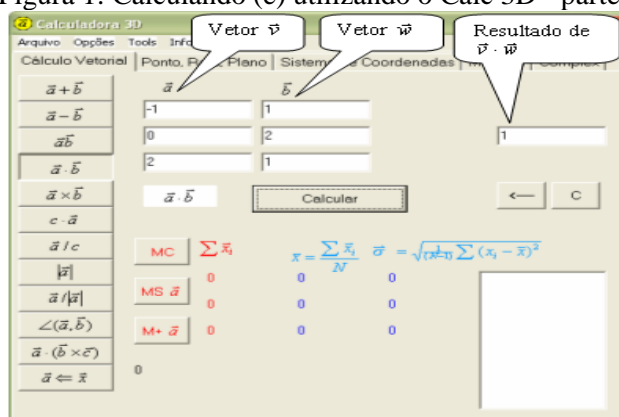 Figura 1: Calculando (e) utilizando o Calc 3D - parte
Calculadora 3D
Vetor v⃗
Vetor w⃗
Resultado de
v⃗ · w⃗
Arquivo Opções Tools Info
Cálculo Vetorial Ponto, Plano Sistema de Coordenadas Complex
a⃗ + b⃗
a⃗ − b⃗
a⃗b⃗
a⃗ · b⃗
a⃗ × b⃗
c · a⃗
a⃗ / c
|a⃗|
a⃗ / |a⃗|
∠(a⃗, b⃗)
a⃗ · (b⃗ × c⃗)
a⃗ ⇐ x⃗
a⃗ b⃗
-1 1
0 2 1
2 1
a⃗ · b⃗ Calcular <— C
MC ∑ x⃗ᵢ x̄ = ∑ x⃗ᵢ / N σ⃗ = √(1/(N-1) ∑ (xᵢ − x̄)²)
0 0 0
MS a⃗ 0 0 0
M+ a⃗ 0 0 0
0